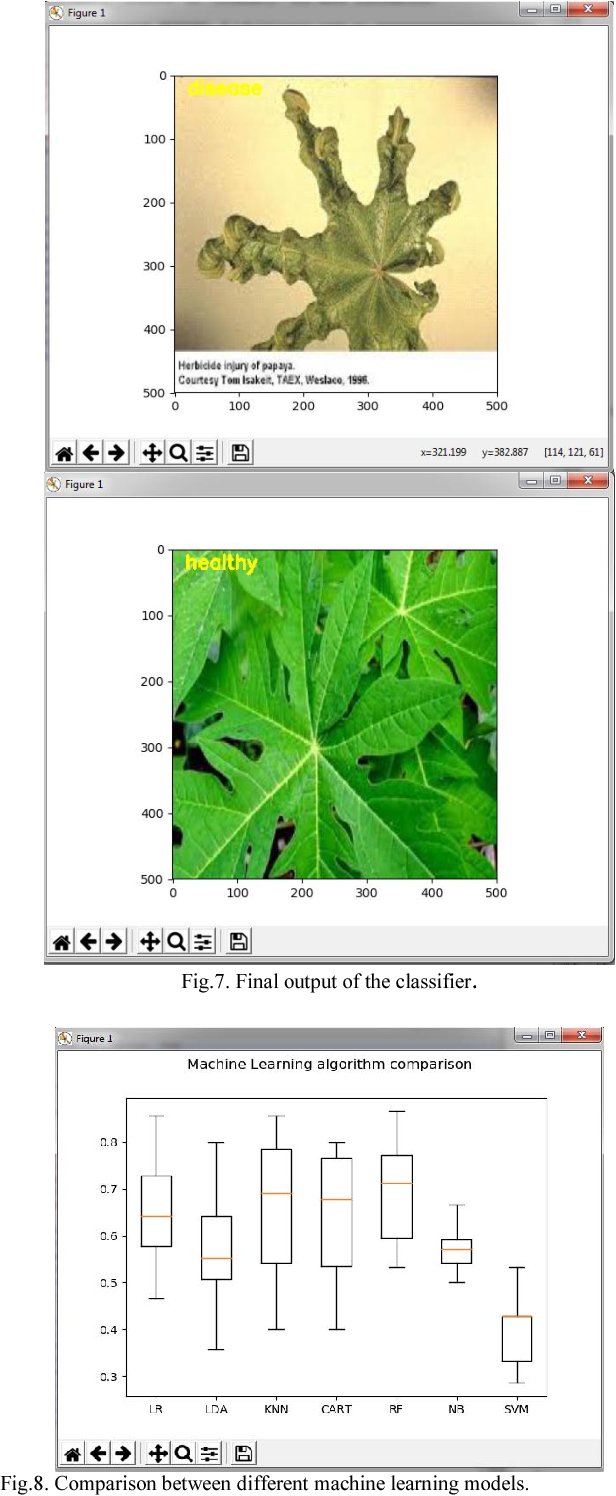 Figure 1
disease
0
100
200
300
400
500
Herbicide injury of papaya.
Courtesy Tom Isakeit, TAEX, Weslaco, 1996.
0 100 200 300 400 500
x=321.199 y=382.887 [114, 121, 61]
Figure 1
healthy
0
100
200
300
400
500
0 100 200 300 400 500
Fig.7. Final output of the classifier.
Figure 1
Machine Learning algorithm comparison
0.8
0.7
0.6
0.5
0.4
0.3
LR LDA KNN CART RF NB SVM
Fig.8. Comparison between different machine learning models.